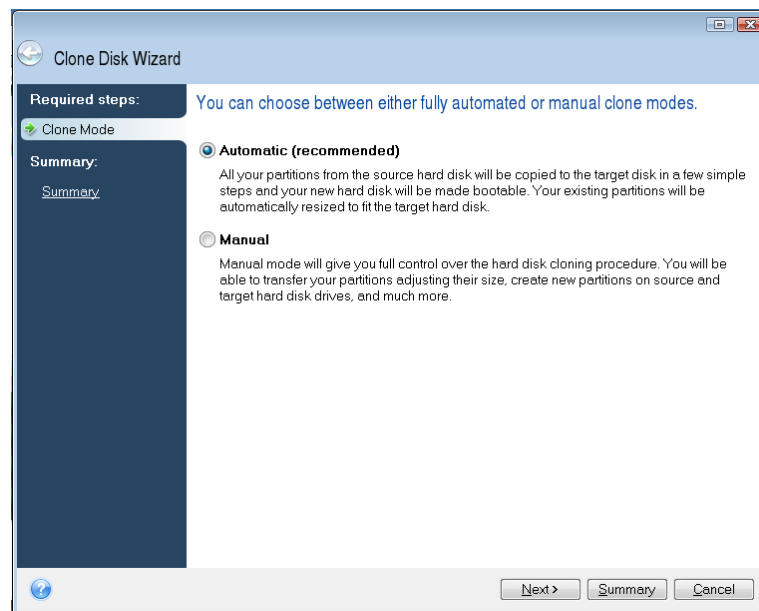 Clone Disk Wizard
Required steps:
Clone Mode
Summary:
Summary
You can choose between either fully automated or manual clone modes.
Automatic (recommended)
All your partitions from the source hard disk will be copied to the target disk in a few simple
steps and your new hard disk will be made bootable. Your existing partitions will be
automatically resized to fit the target hard disk.
Manual
Manual mode will give you full control over the hard disk cloning procedure. You will be
able to transfer your partitions adjusting their size, create new partitions on source and
target hard disk drives, and much more.
?
Next >
Summary
Cancel